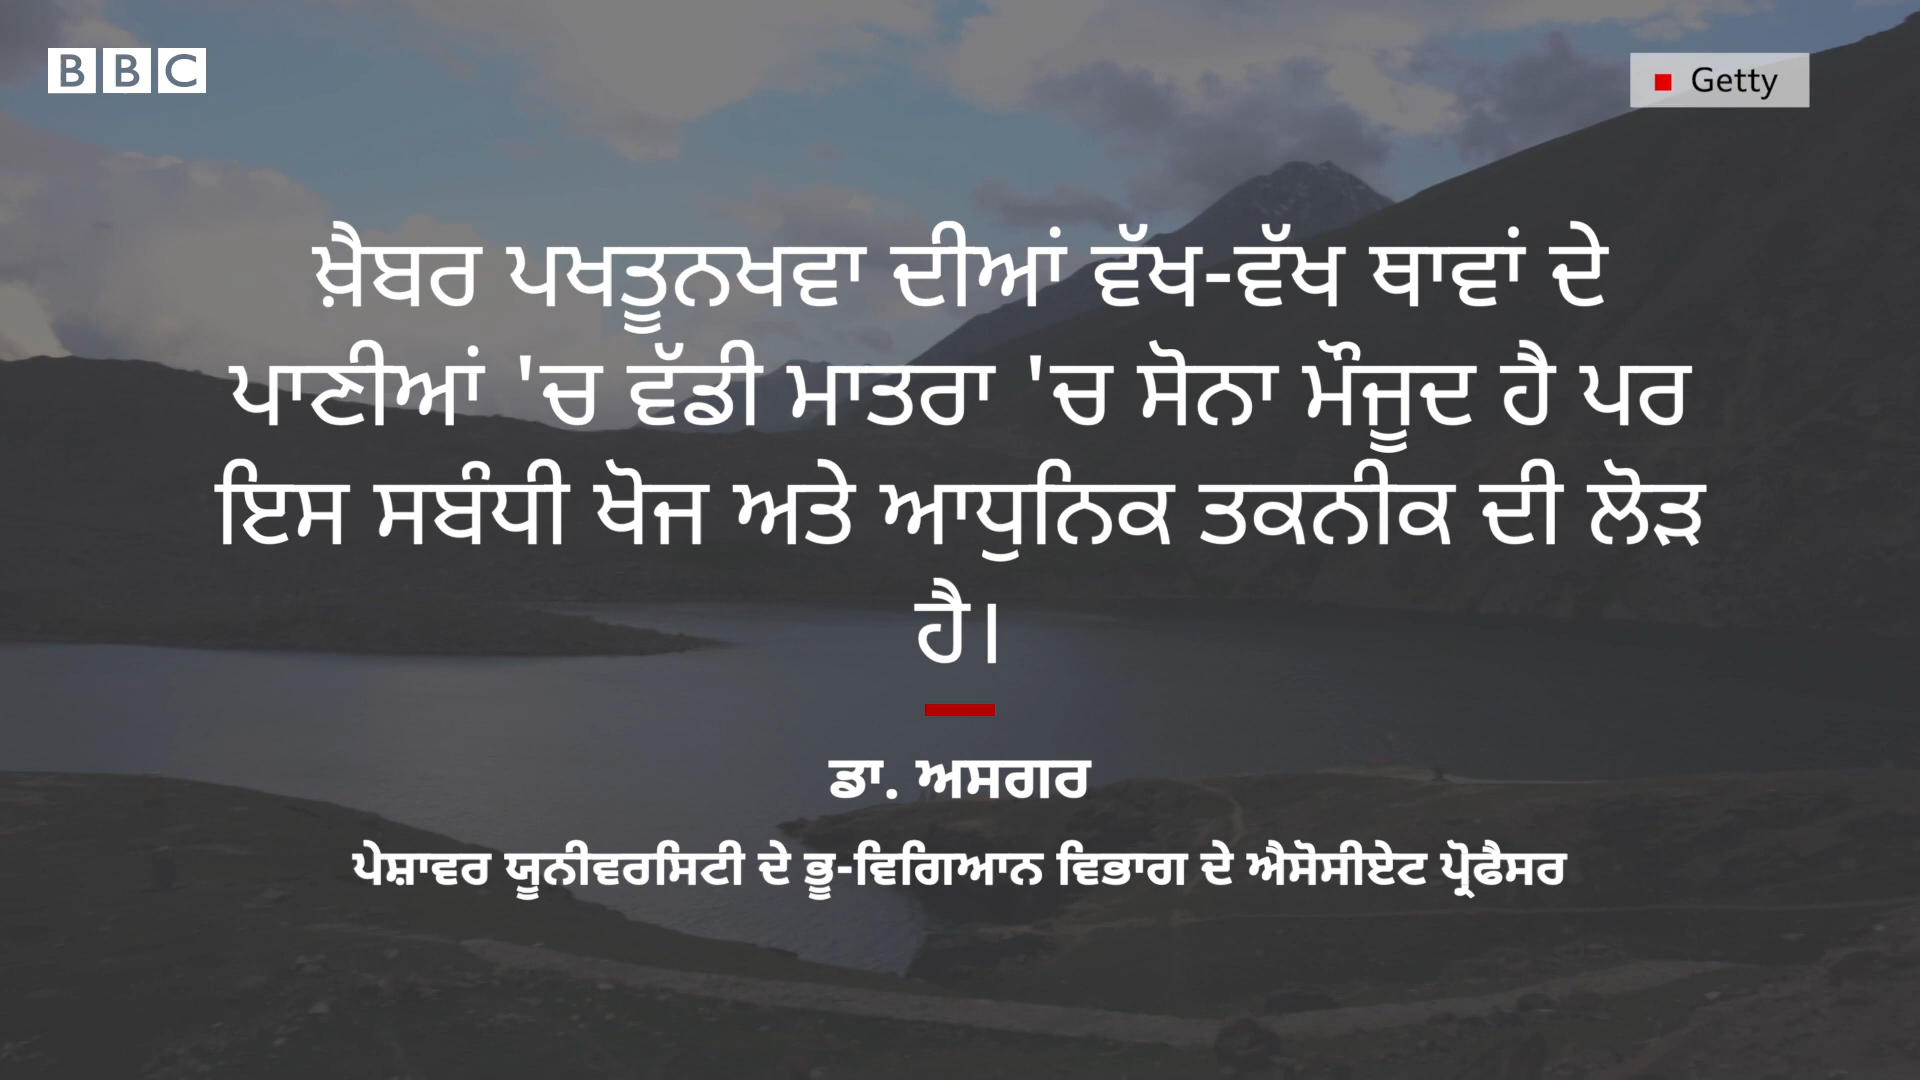 BBC
Getty
ਖ਼ੈਬਰ ਪਖਤੂਨਖਵਾ ਦੀਆਂ ਵੱਖ-ਵੱਖ ਥਾਵਾਂ ਦੇ
ਪਾਣੀਆਂ 'ਚ ਵੱਡੀ ਮਾਤਰਾ 'ਚ ਸੋਨਾ ਮੌਜੂਦ ਹੈ ਪਰ
ਇਸ ਸਬੰਧੀ ਖੋਜ ਅਤੇ ਆਧੁਨਿਕ ਤਕਨੀਕ ਦੀ ਲੋੜ
ਹੈ।
ਡਾ. ਅਸਗਰ
ਪੇਸ਼ਾਵਰ ਯੂਨੀਵਰਸਿਟੀ ਦੇ ਭੂ-ਵਿਗਿਆਨ ਵਿਭਾਗ ਦੇ ਐਸੋਸੀਏਟ ਪ੍ਰੋਫੈਸਰ